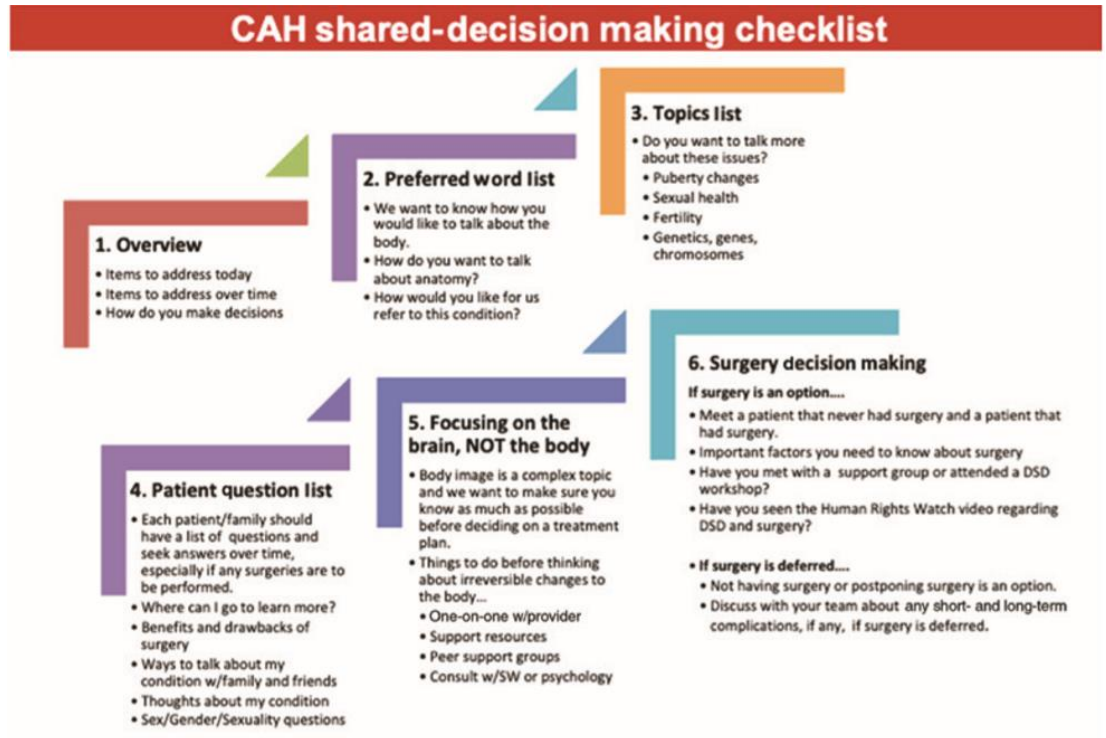 CAH shared-decision making checklist
1. Overview
• Items to address today
• Items to address over time
• How do you make decisions
2. Preferred word list
• We want to know how you
would like to talk about the
body.
• How do you want to talk
about anatomy?
• How would you like for us
refer to this condition?
3. Topics list
• Do you want to talk more
about these issues?
• Puberty changes
• Sexual health
• Fertility
• Genetics, genes,
chromosomes
4. Patient question list
• Each patient/family should
have a list of questions and
seek answers over time,
especially if any surgeries are to
be performed.
• Where can I go to learn more?
• Benefits and drawbacks of
surgery
• Ways to talk about my
condition w/family and friends
• Thoughts about my condition
• Sex/Gender/Sexuality questions
5. Focusing on the
brain, NOT the body
• Body image is a complex topic
and we want to make sure you
know as much as possible
before deciding on a treatment
plan.
• Things to do before thinking
about irreversible changes to
the body...
• One-on-one w/provider
• Support resources
• Peer support groups
• Consult w/SW or psychology
6. Surgery decision making
If surgery is an option....
• Meet a patient that never had surgery and a patient that
had surgery.
• Important factors you need to know about surgery
• Have you met with a support group or attended a DSD
workshop?
• Have you seen the Human Rights Watch video regarding
DSD and surgery?
• If surgery is deferred....
• Not having surgery or postponing surgery is an option.
• Discuss with your team about any short- and long-term
complications, if any, if surgery is deferred.